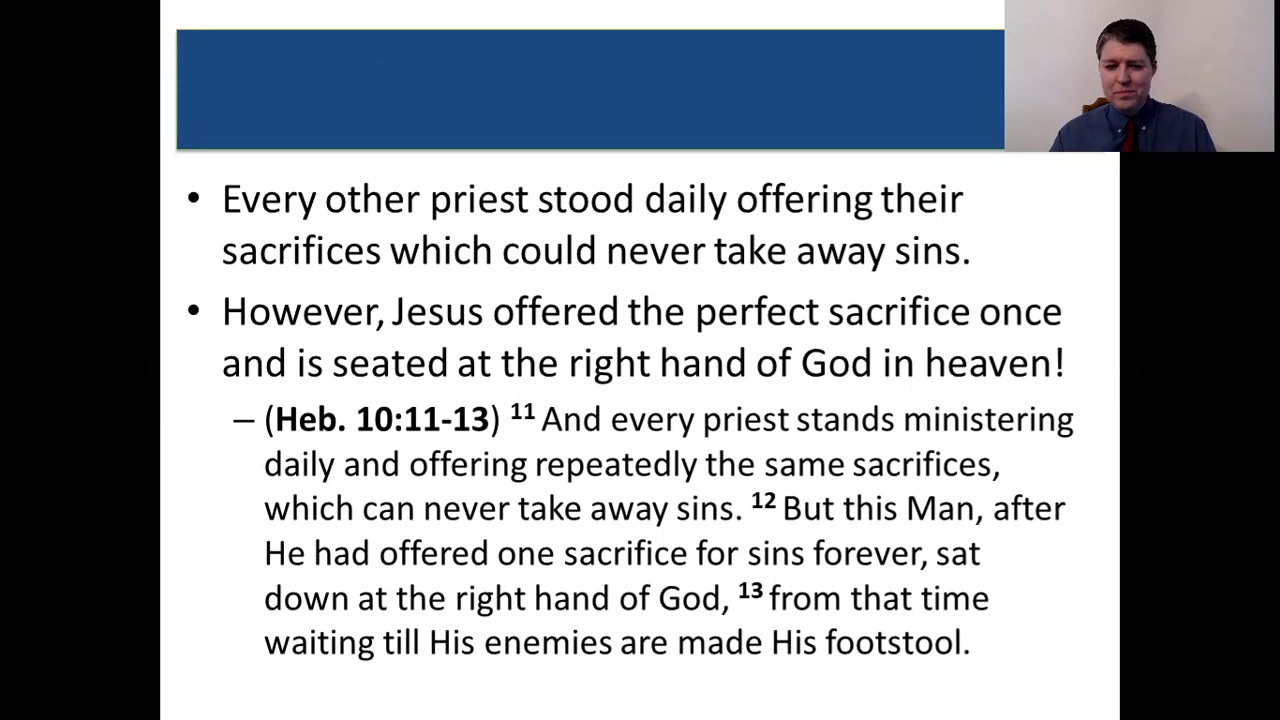 • Every other priest stood daily offering their
sacrifices which could never take away sins.
• However, Jesus offered the perfect sacrifice once
and is seated at the right hand of God in heaven!
– (Heb. 10:11-13) 11 And every priest stands ministering
daily and offering repeatedly the same sacrifices,
which can never take away sins. 12 But this Man, after
He had offered one sacrifice for sins forever, sat
down at the right hand of God, 13 from that time
waiting till His enemies are made His footstool.